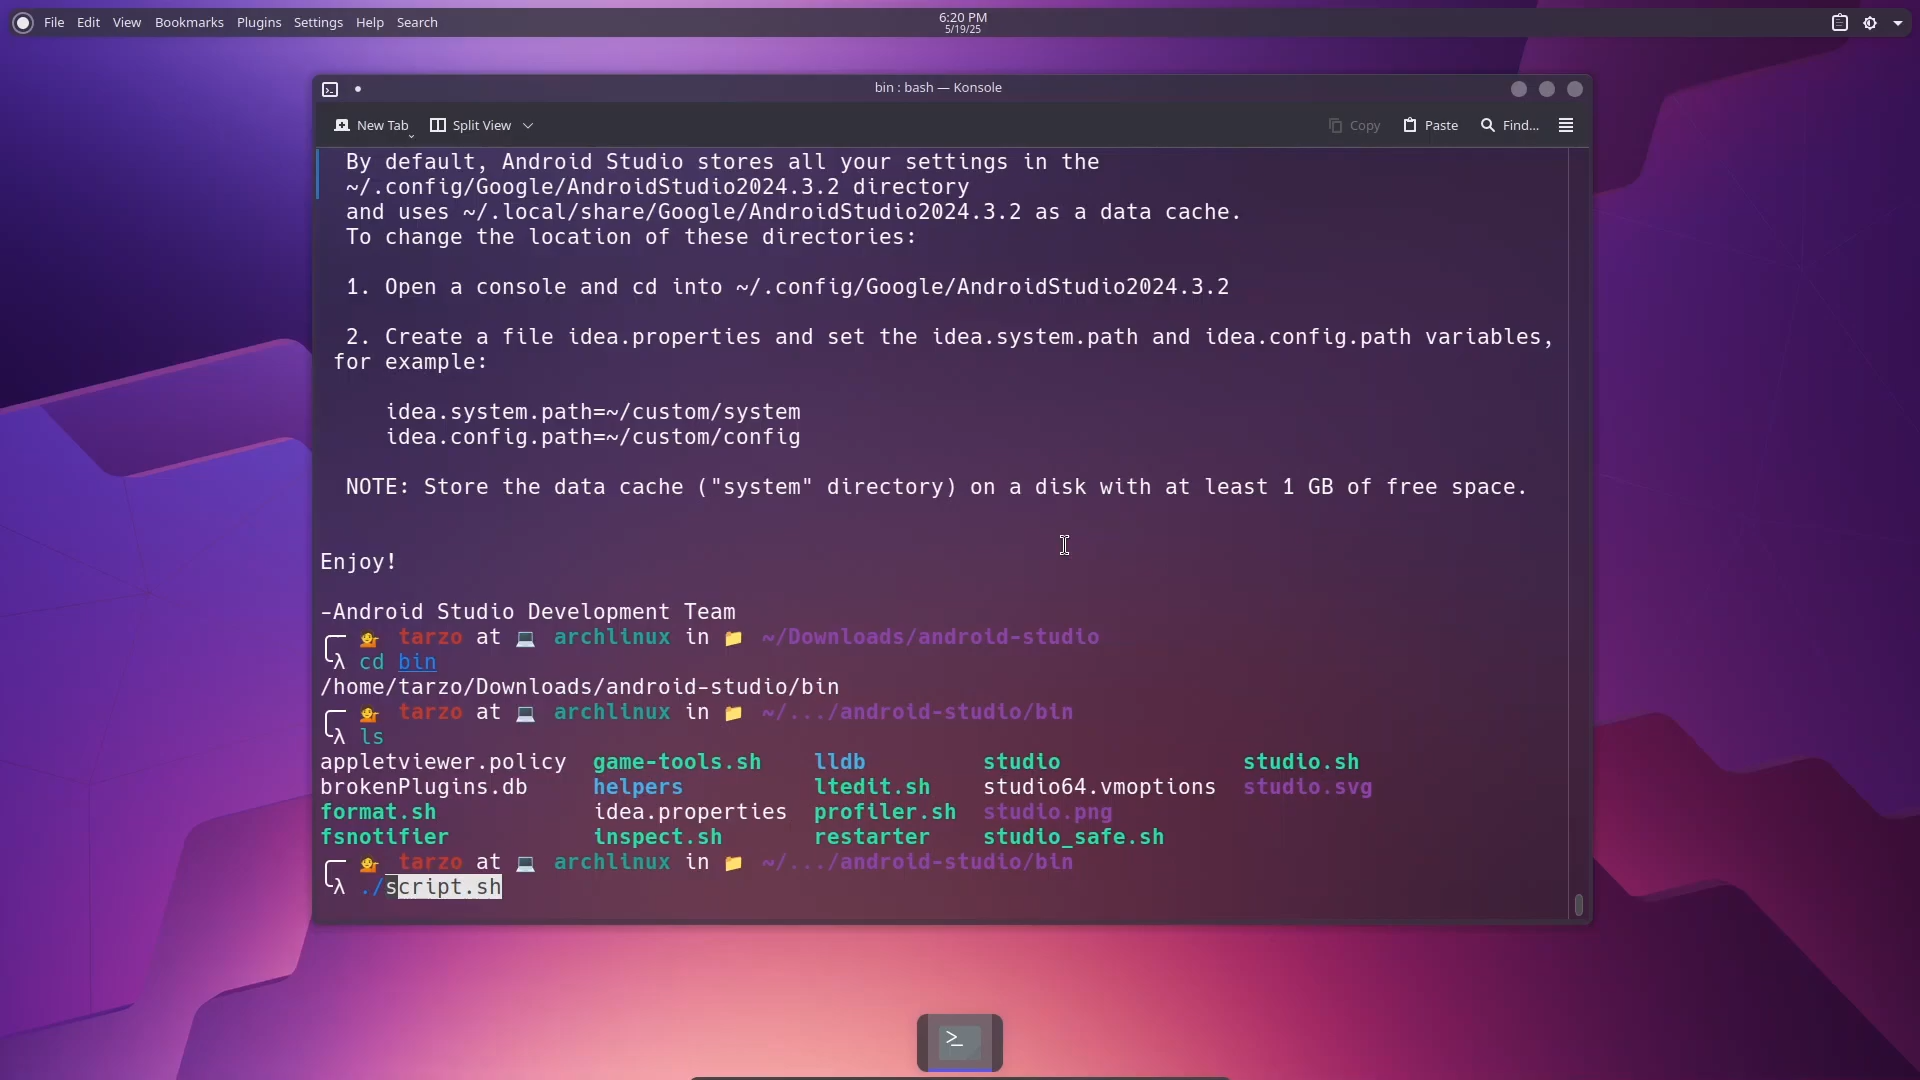 File Edit View Bookmarks Plugins Settings Help Search
6:20 PM
5/19/25
bin : bash — Konsole
New Tab Split View Copy Paste Find...
By default, Android Studio stores all your settings in the
~/.config/Google/AndroidStudio2024.3.2 directory
and uses ~/.local/share/Google/AndroidStudio2024.3.2 as a data cache.
To change the location of these directories:
1. Open a console and cd into ~/.config/Google/AndroidStudio2024.3.2
2. Create a file idea.properties and set the idea.system.path and idea.config.path variables,
for example:
idea.system.path=~/custom/system
idea.config.path=~/custom/config
NOTE: Store the data cache ("system" directory) on a disk with at least 1 GB of free space.
Enjoy!
-Android Studio Development Team
tarzo at 💻 archlinux in 📁 ~/Downloads/android-studio
λ cd bin
/home/tarzo/Downloads/android-studio/bin
tarzo at 💻 archlinux in 📁 ~/.../android-studio/bin
λ ls
appletviewer.policy game-tools.sh lldb studio studio.sh
brokenPlugins.db helpers ltedit.sh studio64.vmoptions studio.svg
format.sh idea.properties profiler.sh studio.png
fsnotifier inspect.sh restarter studio_safe.sh
tarzo at 💻 archlinux in 📁 ~/.../android-studio/bin
λ ./script.sh